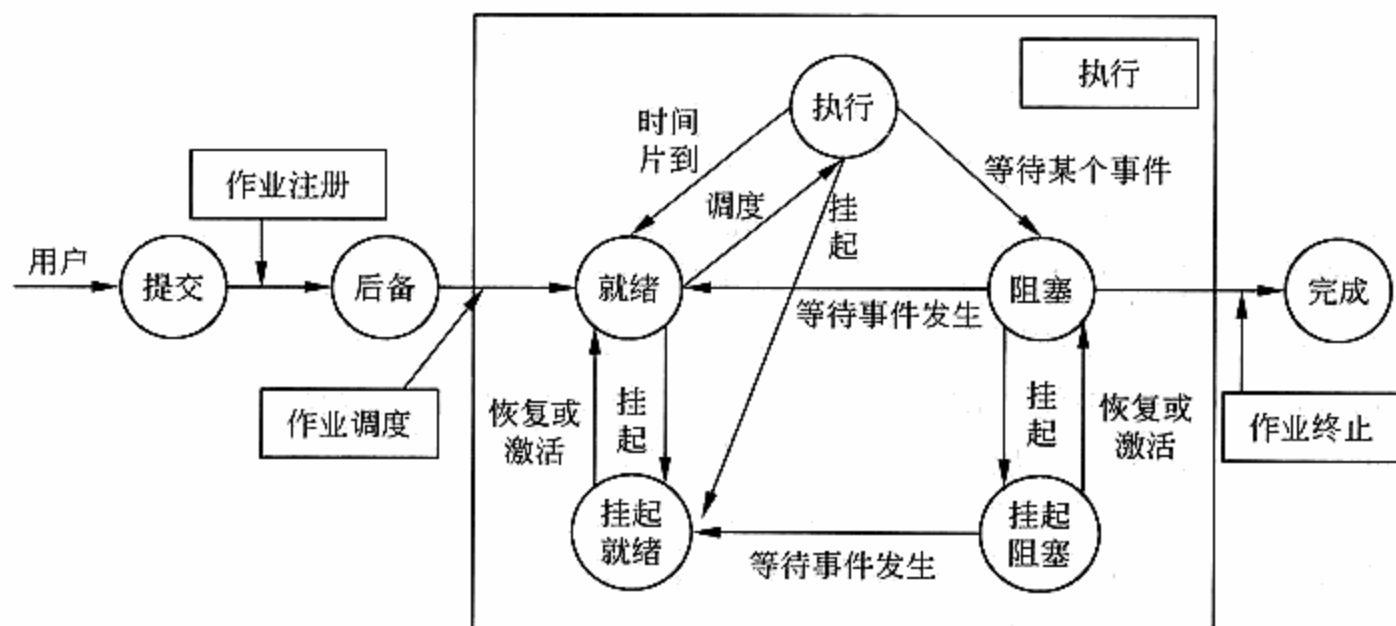 执行
执行
时间
片到
等待某个事件
作业注册
调度
挂
起
用户
提交
后备
就绪
阻塞
完成
等待事件发生
作业调度
恢复或
激活
挂
起
挂
起
恢复或
激活
作业终止
挂起
就绪
挂起
阻塞
等待事件发生